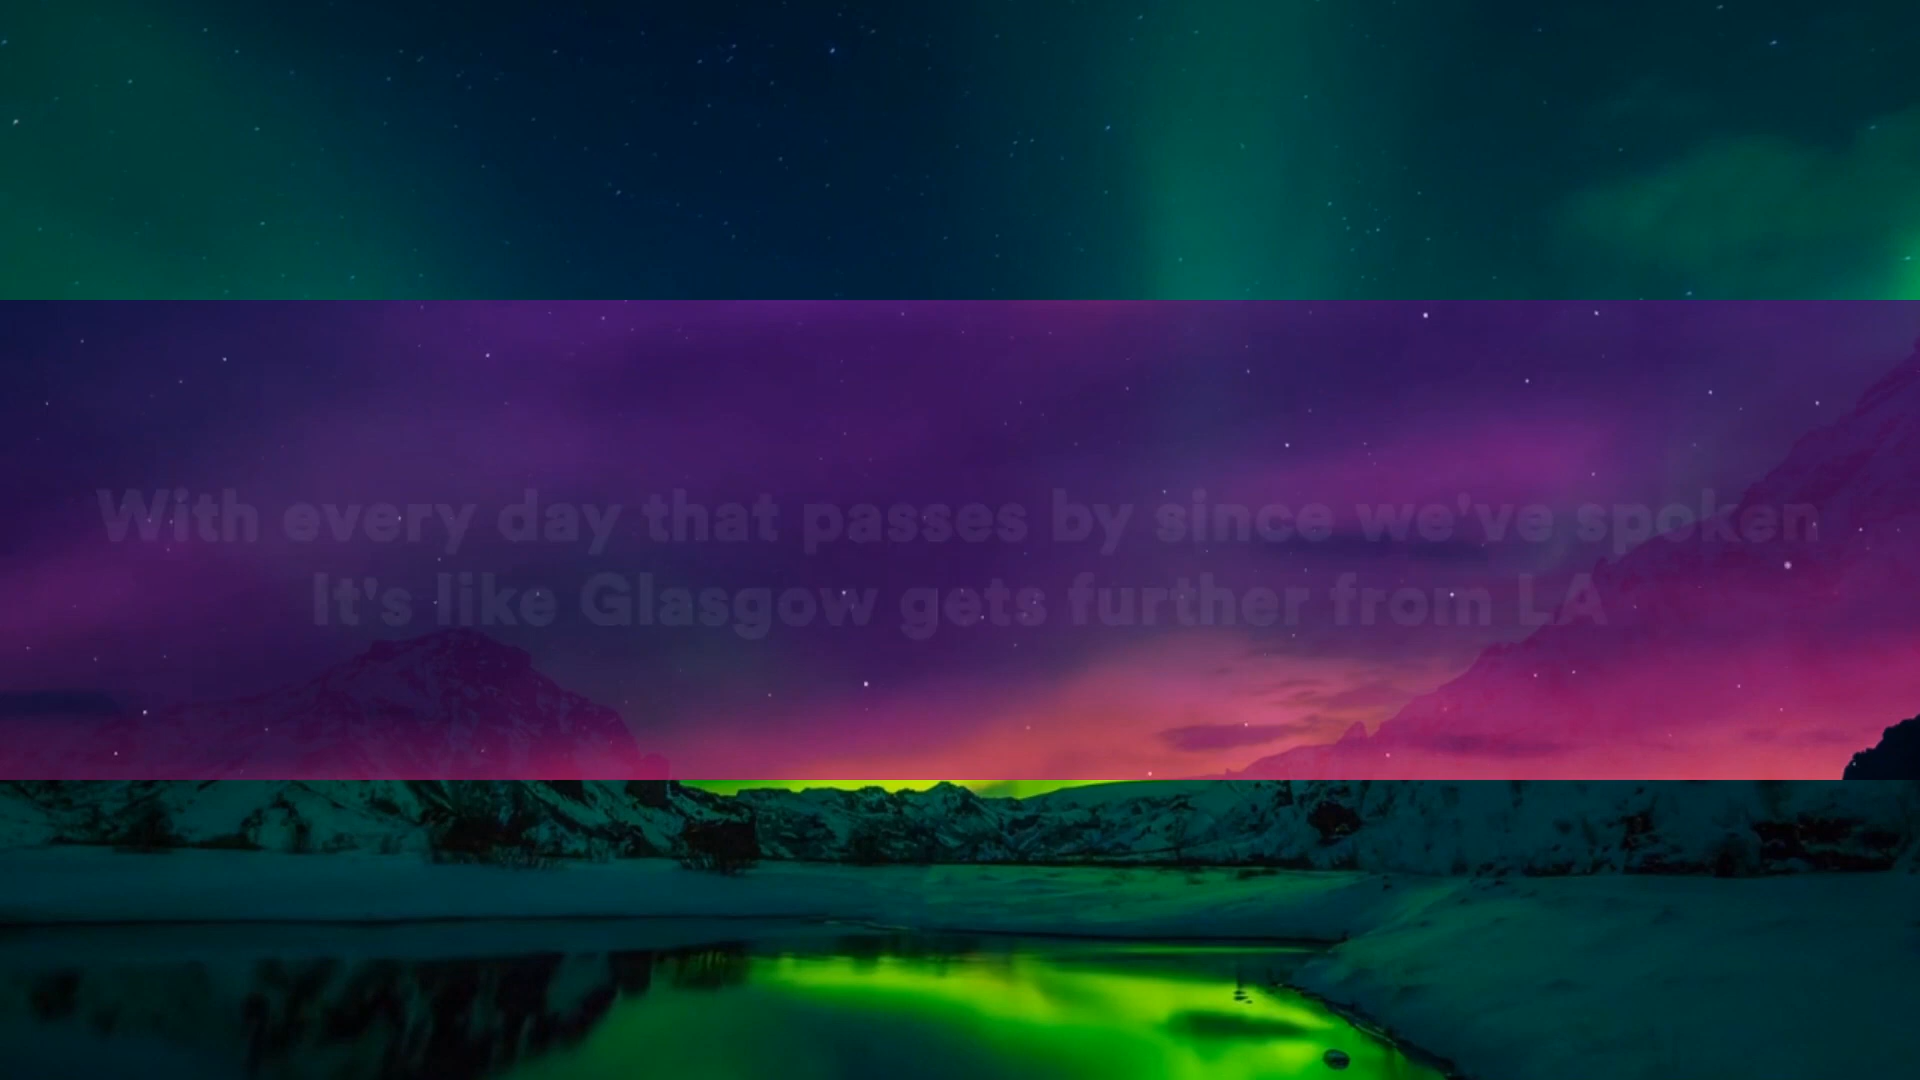 With every day that passes by since we've spoken
It's like Glasgow gets further from LA